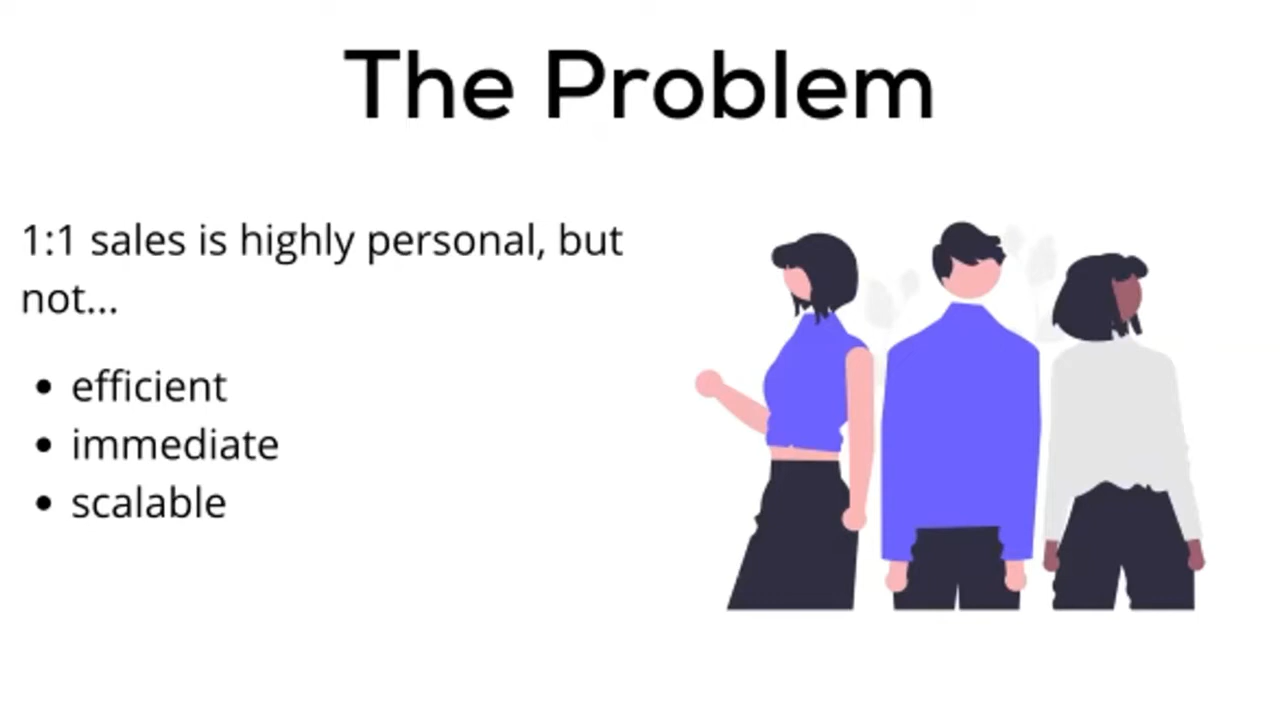 The Problem
1:1 sales is highly personal, but
not...
• efficient
• immediate
• scalable